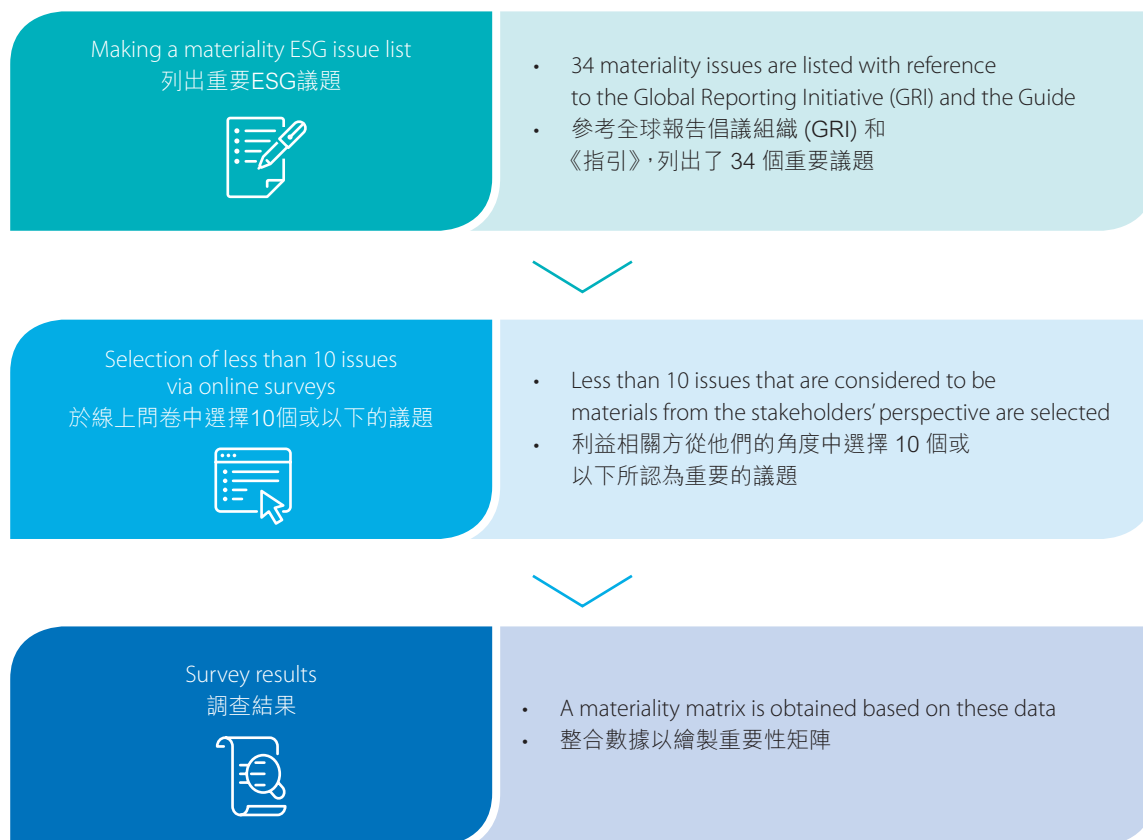 Making a materiality ESG issue list
列出重要ESG議題
• 34 materiality issues are listed with reference
to the Global Reporting Initiative (GRI) and the Guide
• 參考全球報告倡議組織 (GRI) 和
《指引》，列出了 34 個重要議題
Selection of less than 10 issues
via online surveys
於線上問卷中選擇10個或以下的議題
• Less than 10 issues that are considered to be
materials from the stakeholders’ perspective are selected
• 利益相關方從他們的角度中選擇 10 個或
以下所認為重要的議題
Survey results
調查結果
• A materiality matrix is obtained based on these data
• 整合數據以繪製重要性矩陣